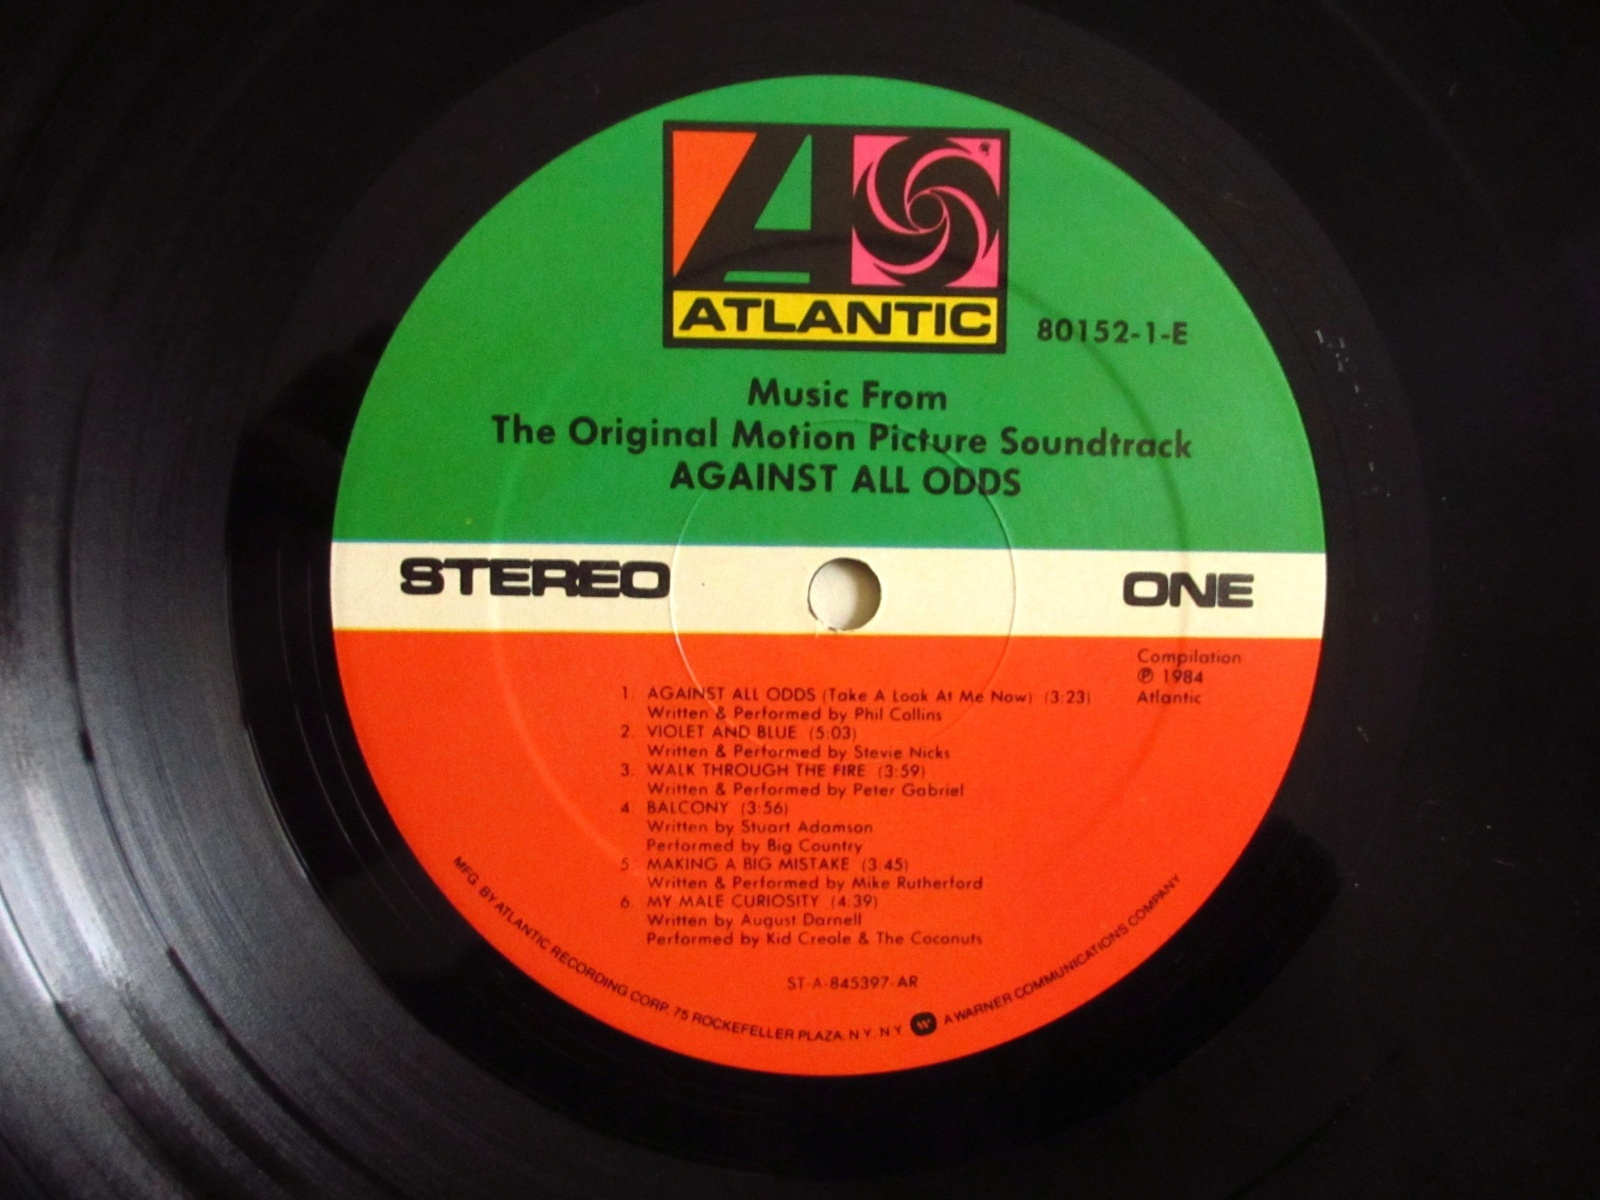 ATLANTIC
80152-1-E
Music From
The Original Motion Picture Soundtrack
AGAINST ALL ODDS
STEREO
ONE
Compilation
℗ 1984
Atlantic
1. AGAINST ALL ODDS (Take A Look At Me Now) (3:23)
Written & Performed by Phil Collins
2. VIOLET AND BLUE (5:03)
Written & Performed by Stevie Nicks
3. WALK THROUGH THE FIRE (3:59)
Written & Performed by Peter Gabriel
4. BALCONY (3:56)
Written by Stuart Adamson
Performed by Big Country
5. MAKING A BIG MISTAKE (3:45)
Written & Performed by Mike Rutherford
6. MY MALE CURIOSITY (4:39)
Written by August Darnell
Performed by Kid Creole & The Coconuts
ST-A-845397-AR
MFG. BY ATLANTIC RECORDING CORP. 75 ROCKEFELLER PLAZA, N.Y. N.Y. W A WARNER COMMUNICATIONS COMPANY